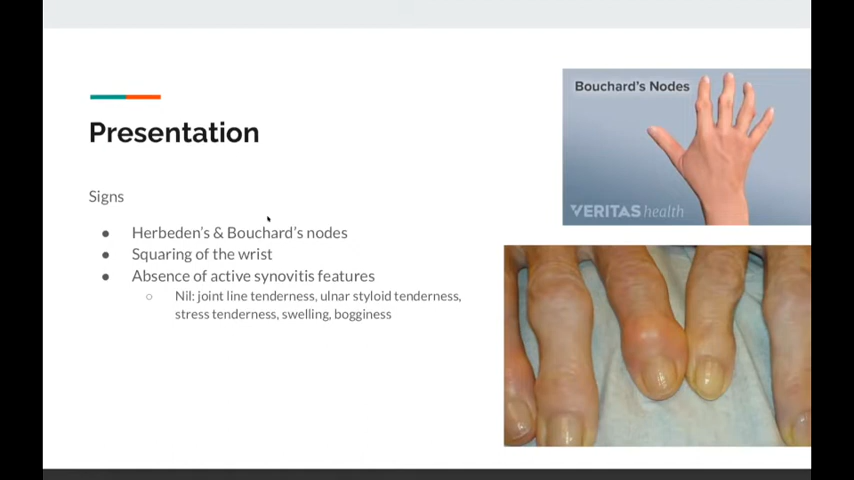 Presentation
Signs
● Herbeden's & Bouchard's nodes
● Squaring of the wrist
● Absence of active synovitis features
○ Nil: joint line tenderness, ulnar styloid tenderness,
stress tenderness, swelling, bogginess
Bouchard's Nodes
VERITAS health